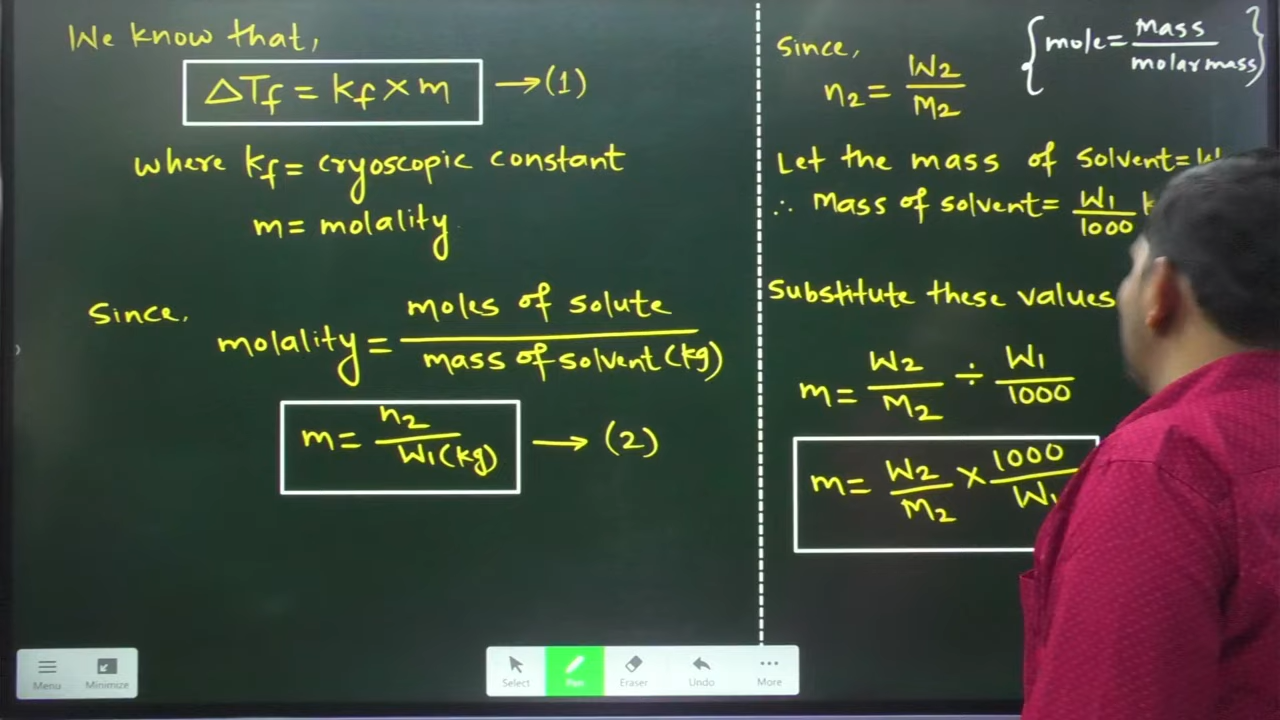 We know that,
ΔTf = kf × m → (1)
where kf = cryoscopic constant
m = molality
Since,
molality = moles of solute / mass of solvent (kg)
m = n2 / W1 (kg) → (2)
Since,
{mole = Mass / molar mass}
n2 = W2 / M2
Let the mass of solvent =
∴ Mass of solvent = W1 / 1000
Substitute these values
m = W2 / M2 ÷ W1 / 1000
m = W2 / M2 × 1000 / W1
Menu
Minimize
Select
Pen
Eraser
Undo
More